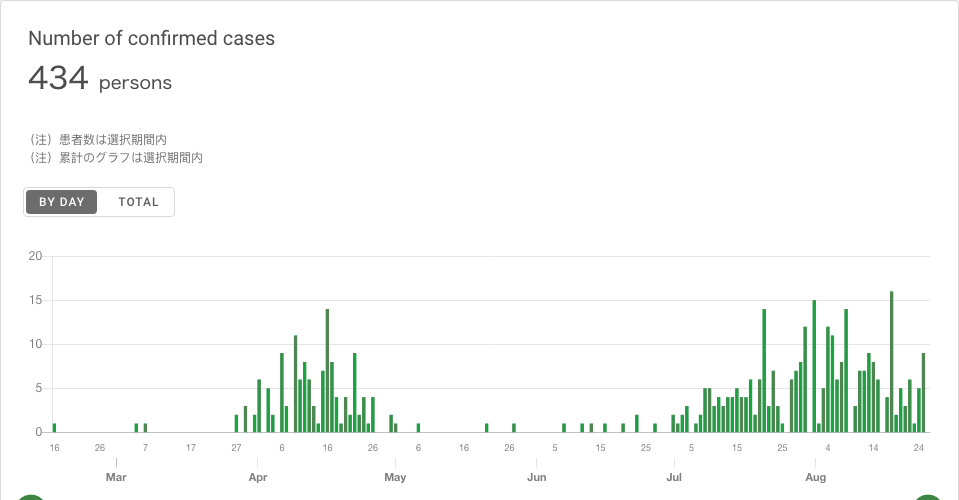 Number of confirmed cases
434 persons
（注）患者数は選択期間内
（注）累計のグラフは選択期間内
BY DAY TOTAL
20
15
10
5
0
16 26 7 17 27 6 16 26 6 16 26 5 15 25 5 15 25 4 14 24
Mar Apr May Jun Jul Aug